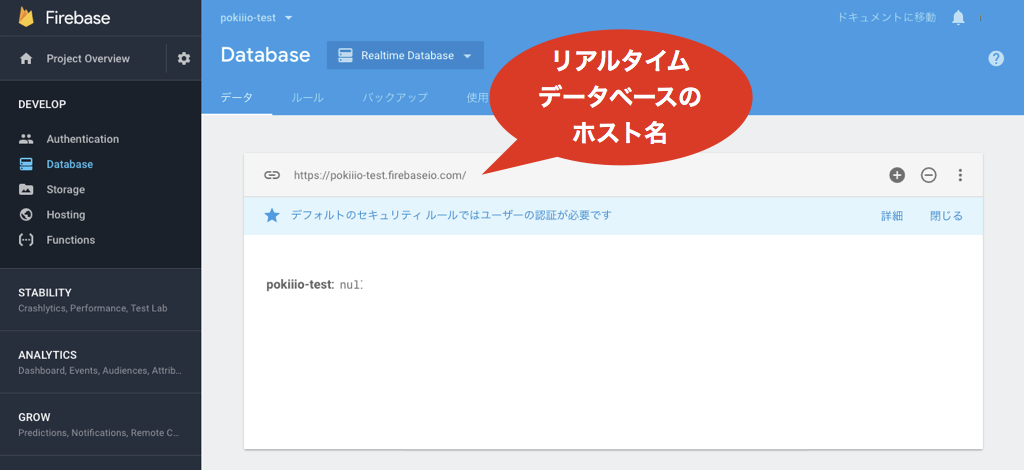 Firebase
pokiiio-test
ドキュメントに移動
Project Overview
Database
Realtime Database
リアルタイム
データベースの
ホスト名
データ
ルール
バックアップ
使用
DEVELOP
Authentication
Database
Storage
Hosting
Functions
https://pokiiio-test.firebaseio.com/
デフォルトのセキュリティ ルールではユーザーの認証が必要です
詳細
閉じる
pokiiio-test:
STABILITY
Crashlytics, Performance, Test Lab
ANALYTICS
Dashboard, Events, Audiences, Attrib...
GROW
Predictions, Notifications, Remote C...